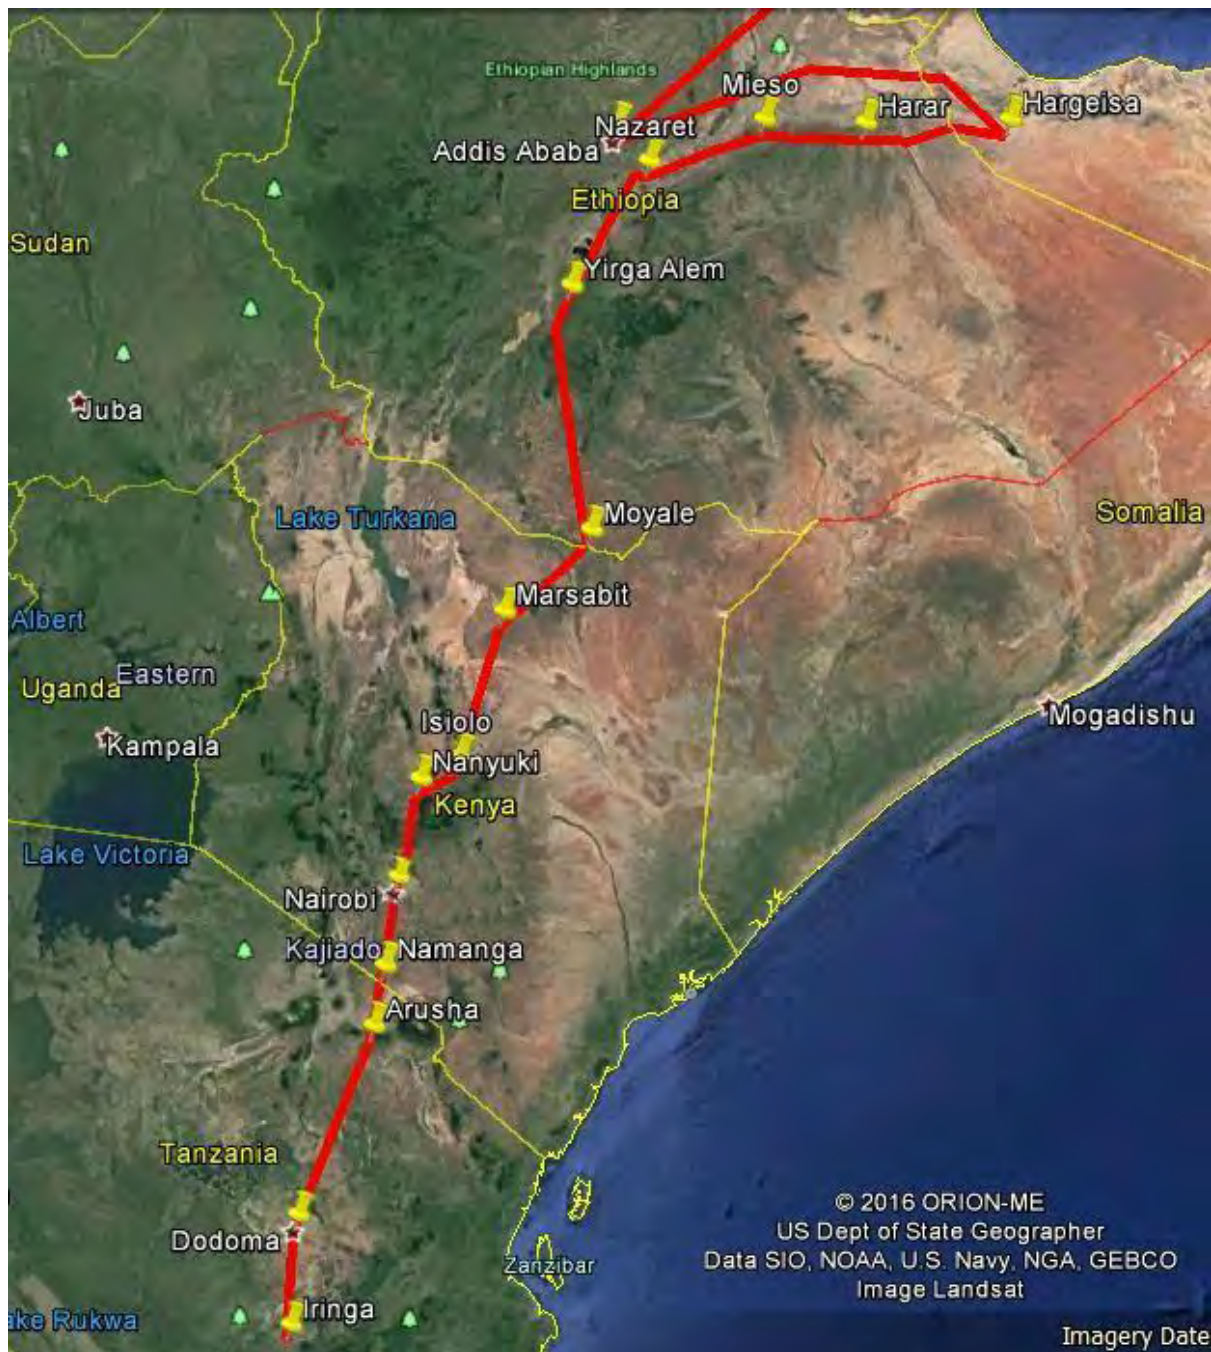 Ethiopian Highlands
Mieso
Harar
Hargeisa
Nazaret
Addis Ababa
Ethiopia
Sudan
Yirga Alem
Juba
Lake Turkana
Moyale
Somalia
Marsabit
Albert
Eastern
Uganda
Isiolo
Mogadishu
Kampala
Nanyuki
Kenya
Lake Victoria
Nairobi
Kajiado
Namanga
Arusha
Tanzania
Dodoma
Zanzibar
Iringa
ake Rukwa
© 2016 ORION-ME
US Dept of State Geographer
Data SIO, NOAA, U.S. Navy, NGA, GEBCO
Image Landsat
Imagery Date